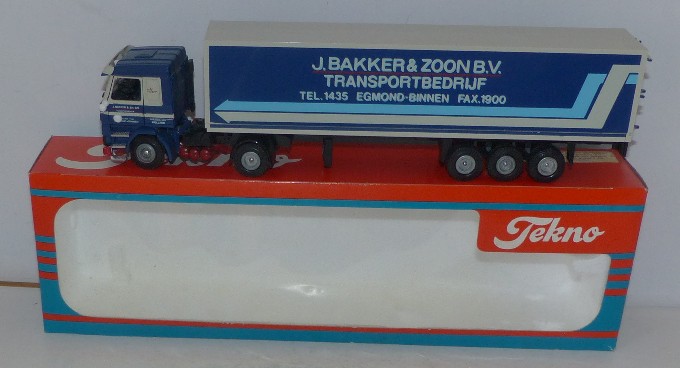 J. BAKKER & ZOON B.V.
TRANSPORTBEDRIJF
TEL. 1435 EGMOND-BINNEN FAX. 1900
Tekno